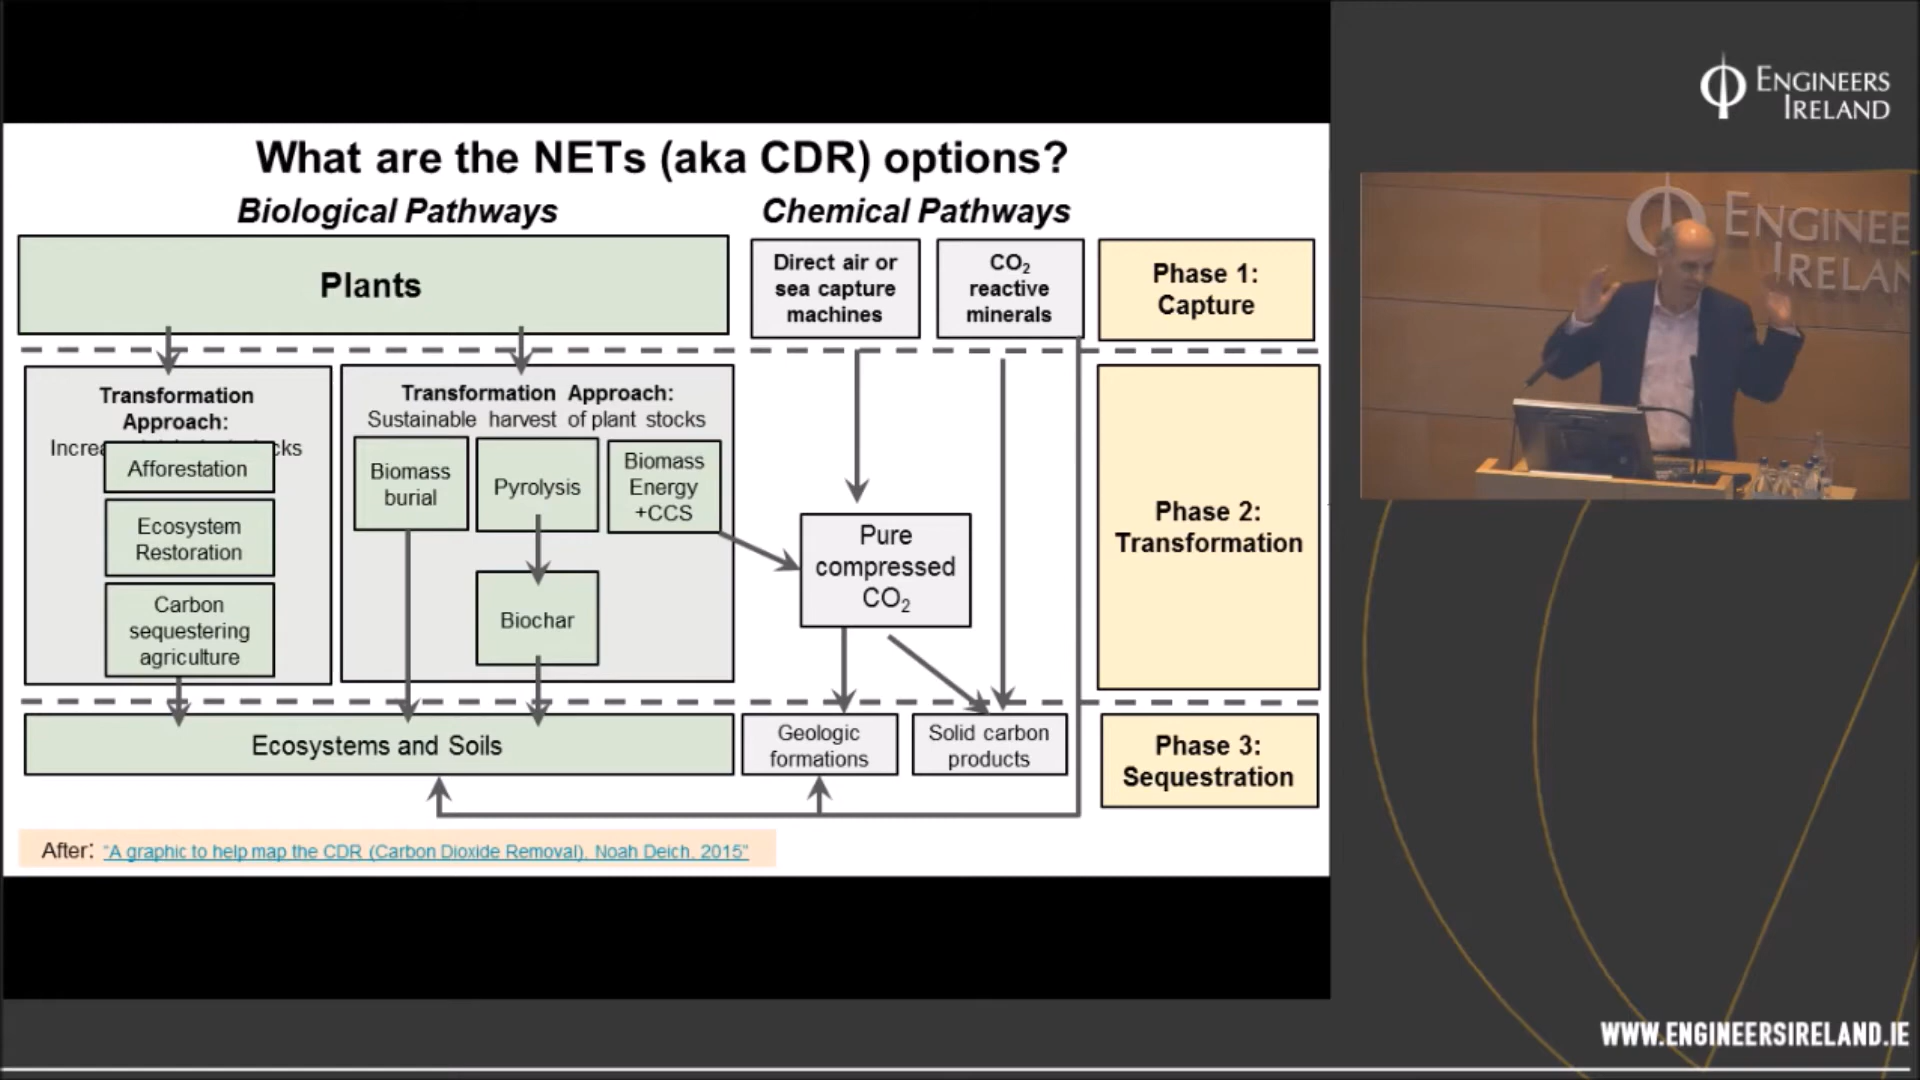 ENGINEERS
IRELAND
What are the NETs (aka CDR) options?
Biological Pathways
Chemical Pathways
Plants
Direct air or
sea capture
machines
CO₂
reactive
minerals
Phase 1:
Capture
Transformation
Approach:
Afforestation
Ecosystem
Restoration
Carbon
sequestering
agriculture
Transformation Approach:
Sustainable harvest of plant stocks
Biomass
burial
Pyrolysis
Biomass
Energy
+CCS
Biochar
Pure
compressed
CO₂
Phase 2:
Transformation
Ecosystems and Soils
Geologic
formations
Solid carbon
products
Phase 3:
Sequestration
After: "A graphic to help map the CDR (Carbon Dioxide Removal), Noah Deich, 2015"
ENGINEE
IRELAN
WWW.ENGINEERSIRELAND.IE